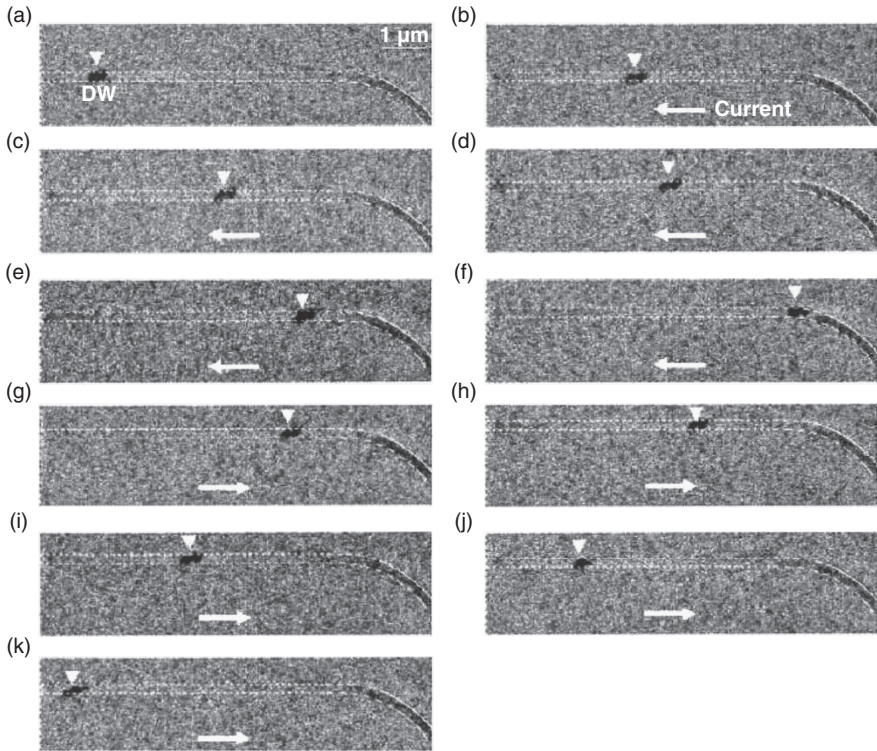 (a)
1 µm
DW
(b)
Current
(c)
(d)
(e)
(f)
(g)
(h)
(i)
(j)
(k)